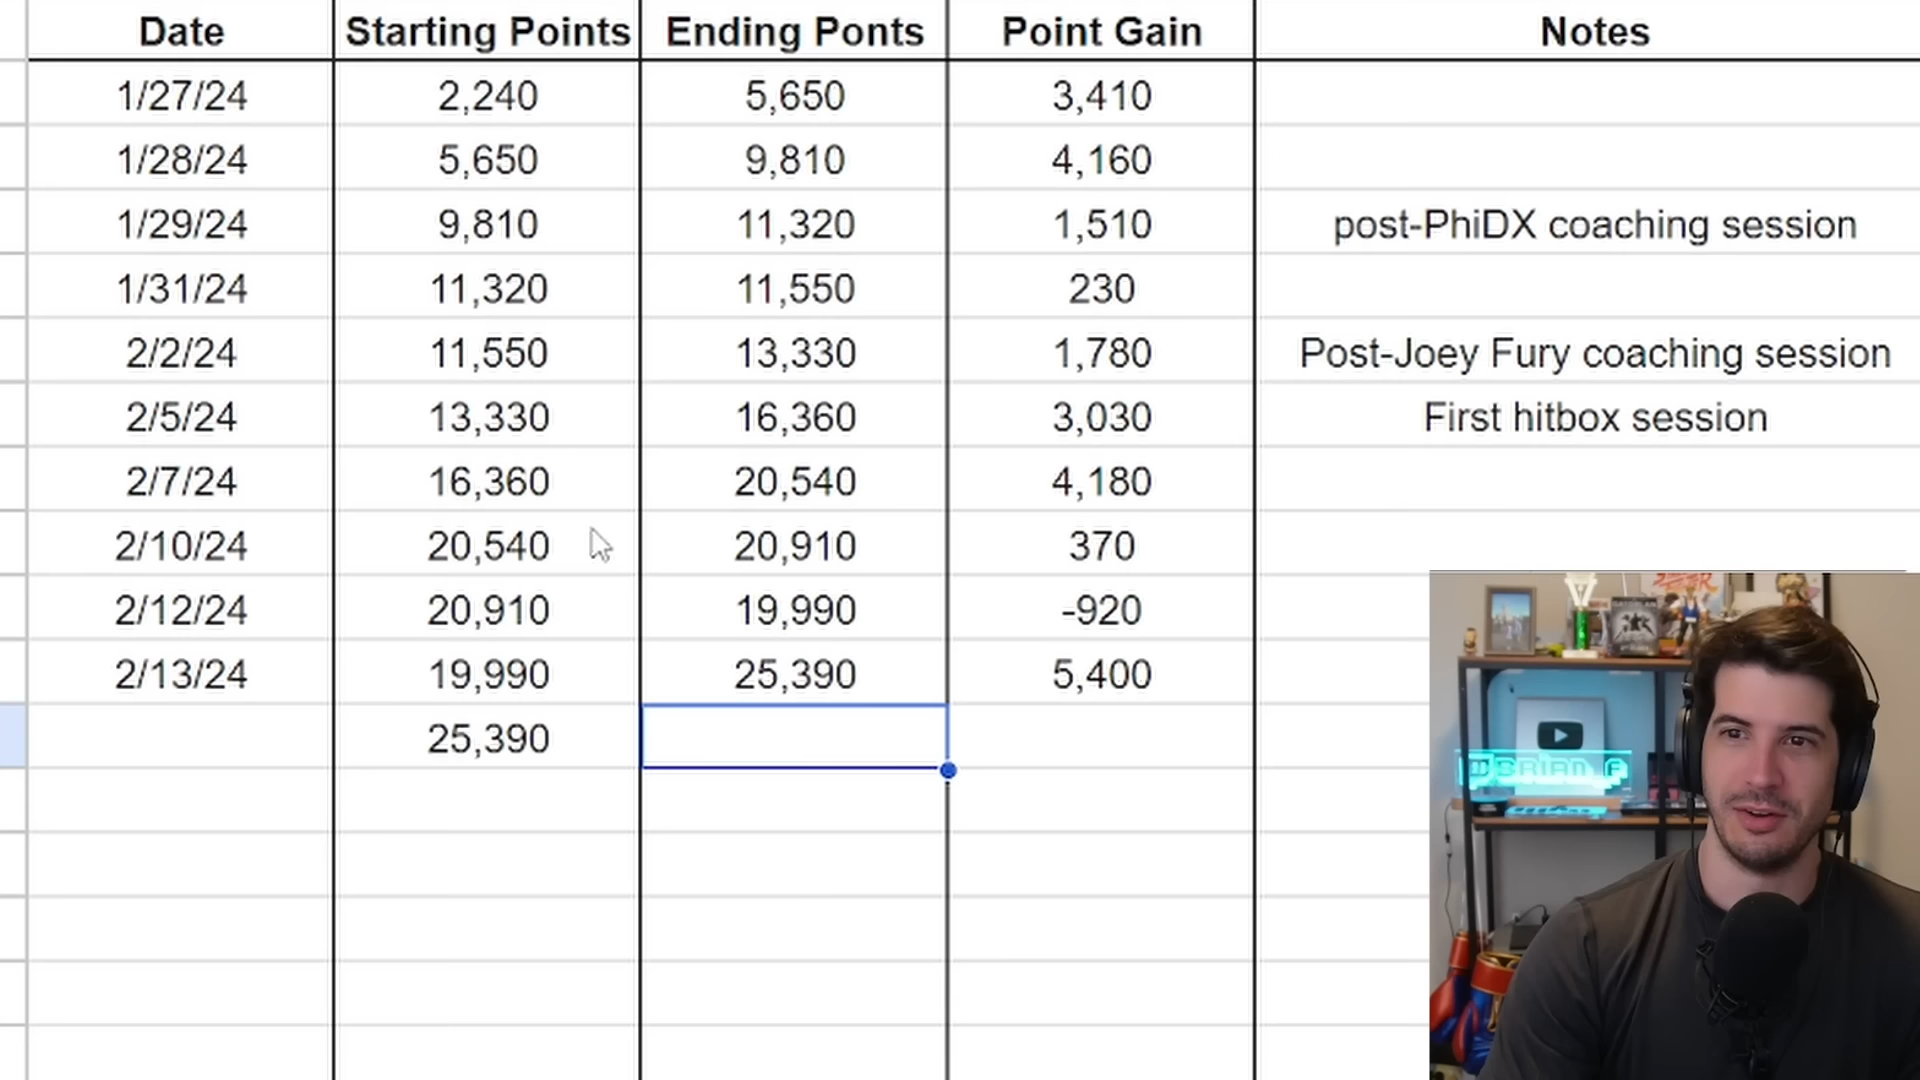 Date Starting Points Ending Ponts Point Gain Notes
1/27/24 2,240 5,650 3,410
1/28/24 5,650 9,810 4,160
1/29/24 9,810 11,320 1,510 post-PhiDX coaching session
1/31/24 11,320 11,550 230
2/2/24 11,550 13,330 1,780 Post-Joey Fury coaching session
2/5/24 13,330 16,360 3,030 First hitbox session
2/7/24 16,360 20,540 4,180
2/10/24 20,540 20,910 370
2/12/24 20,910 19,990 -920
2/13/24 19,990 25,390 5,400
25,390
BRIAN_F